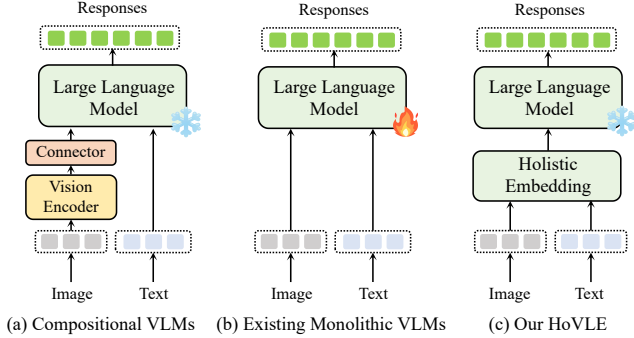 Responses
Large Language
Model
Connector
Vision
Encoder
Image
Text
(a) Compositional VLMs
Responses
Large Language
Model
Image
Text
(b) Existing Monolithic VLMs
Responses
Large Language
Model
Holistic
Embedding
Image
Text
(c) Our HoVLE